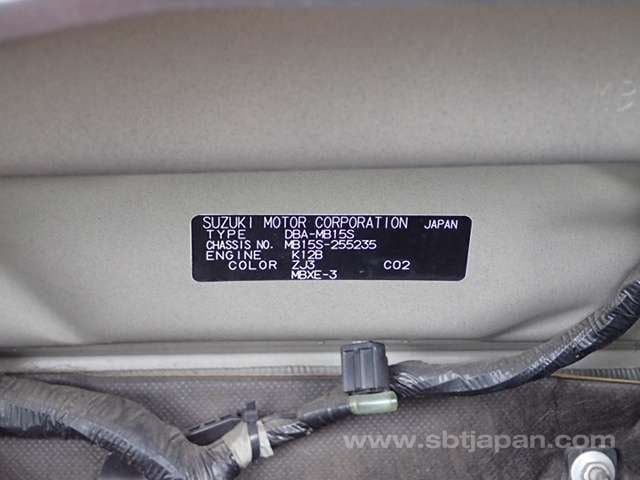 SUZUKI MOTOR CORPORATION JAPAN
TYPE DBA-MB15S
CHASSIS NO. MB15S-255235
ENGINE K12B
COLOR ZJ3 C02
MBXE-3
www.sbtjapan.com